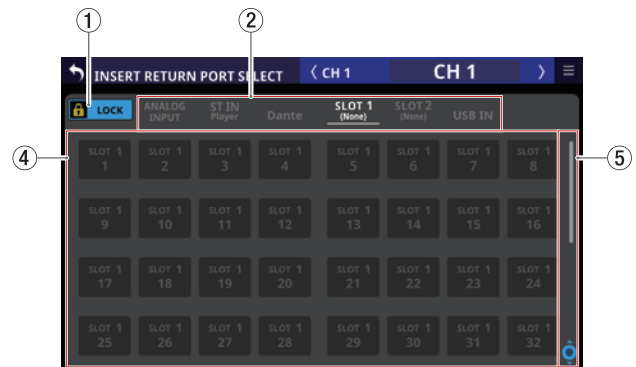 1 2
INSERT RETURN PORT SELECT CH 1 CH 1
LOCK ANALOG INPUT ST IN Player Dante SLOT 1 (None) SLOT 2 (None) USB IN
4 5
SLOT 1 SLOT 1 SLOT 1 SLOT 1 SLOT 1 SLOT 1 SLOT 1 SLOT 1
1 2 3 4 5 6 7 8
SLOT 1 SLOT 1 SLOT 1 SLOT 1 SLOT 1 SLOT 1 SLOT 1 SLOT 1
9 10 11 12 13 14 15 16
SLOT 1 SLOT 1 SLOT 1 SLOT 1 SLOT 1 SLOT 1 SLOT 1 SLOT 1
17 18 19 20 21 22 23 24
SLOT 1 SLOT 1 SLOT 1 SLOT 1 SLOT 1 SLOT 1 SLOT 1 SLOT 1
25 26 27 28 29 30 31 32